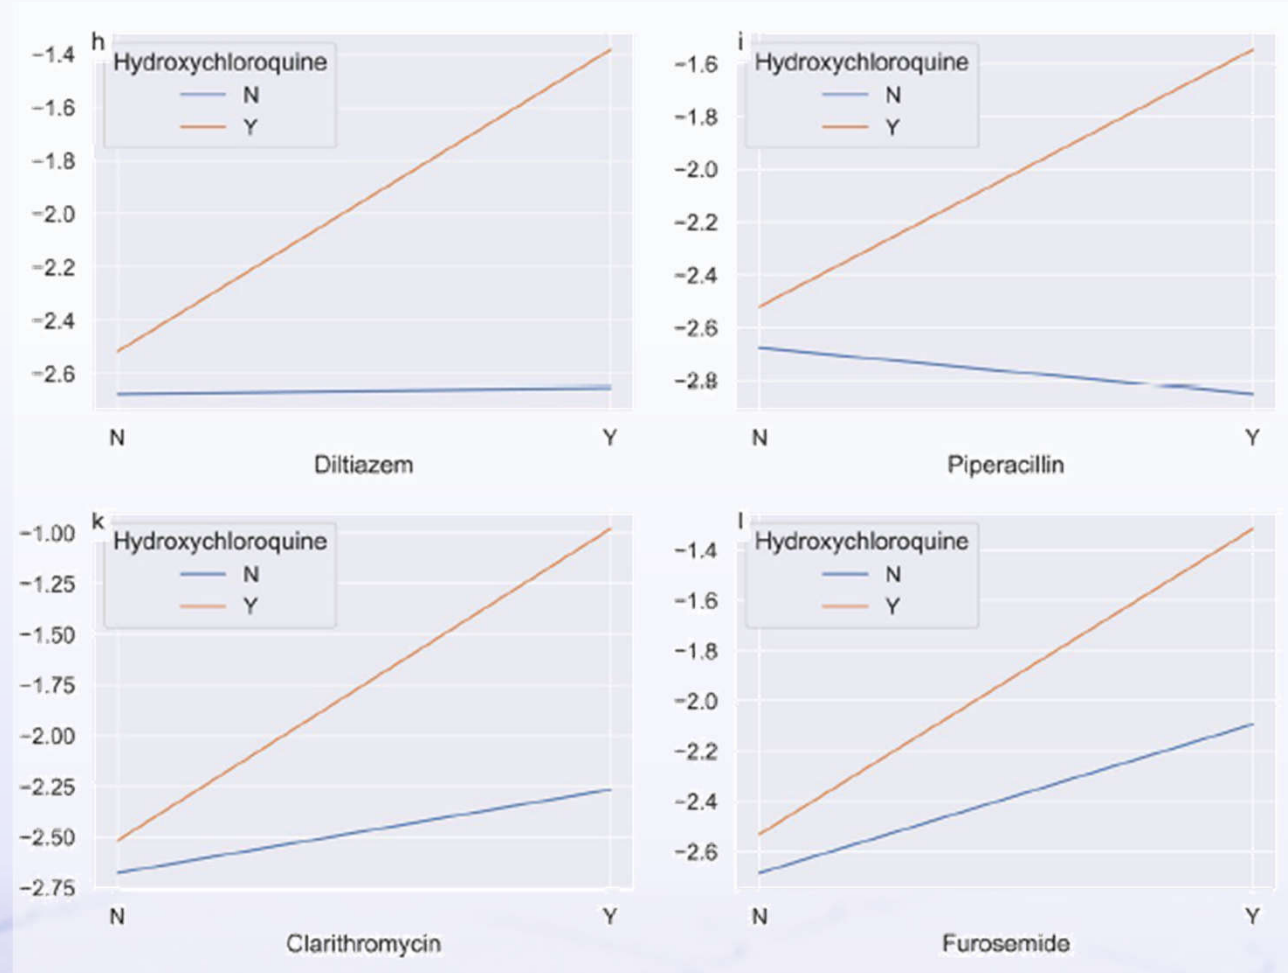 h
Hydroxychloroquine
N
Y
−1.4
−1.6
−1.8
−2.0
−2.2
−2.4
−2.6
N Y
Diltiazem
i
Hydroxychloroquine
N
Y
−1.6
−1.8
−2.0
−2.2
−2.4
−2.6
−2.8
N Y
Piperacillin
k
Hydroxychloroquine
N
Y
−1.00
−1.25
−1.50
−1.75
−2.00
−2.25
−2.50
−2.75
N Y
Clarithromycin
l
Hydroxychloroquine
N
Y
−1.4
−1.6
−1.8
−2.0
−2.2
−2.4
−2.6
N Y
Furosemide